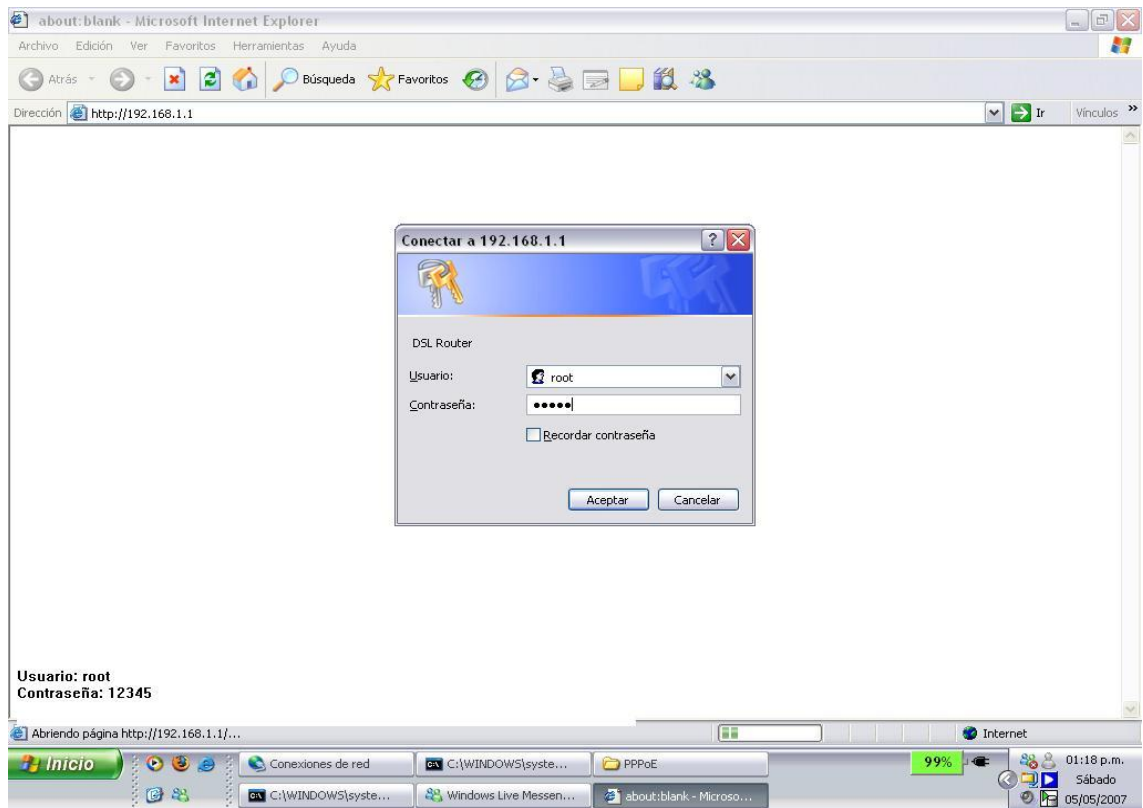 about:blank - Microsoft Internet Explorer
Archivo Edición Ver Favoritos Herramientas Ayuda
Atrás Búsqueda Favoritos
Dirección http://192.168.1.1 Ir Vínculos »
Conectar a 192.168.1.1
DSL Router
Usuario: root
Contraseña: •••••
Recordar contraseña
Aceptar Cancelar
Usuario: root
Contraseña: 12345
Abriendo página http://192.168.1.1/... Internet
Inicio Conexiones de red C:\WINDOWS\syste... PPPoE 99% 01:18 p.m.
Sábado
C:\WINDOWS\syste... Windows Live Messen... about:blank - Microso... 05/05/2007